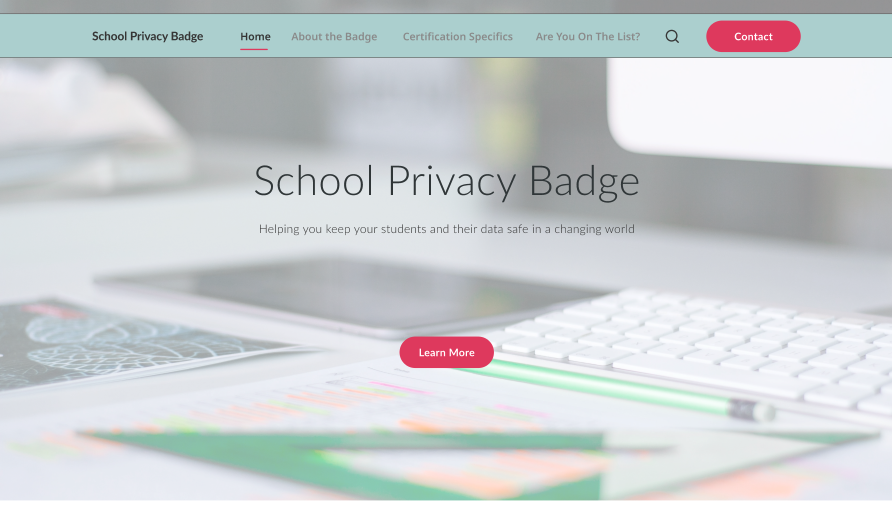 School Privacy Badge
Home
About the Badge
Certification Specifics
Are You On The List?
Contact
School Privacy Badge
Helping you keep your students and their data safe in a changing world
Learn More